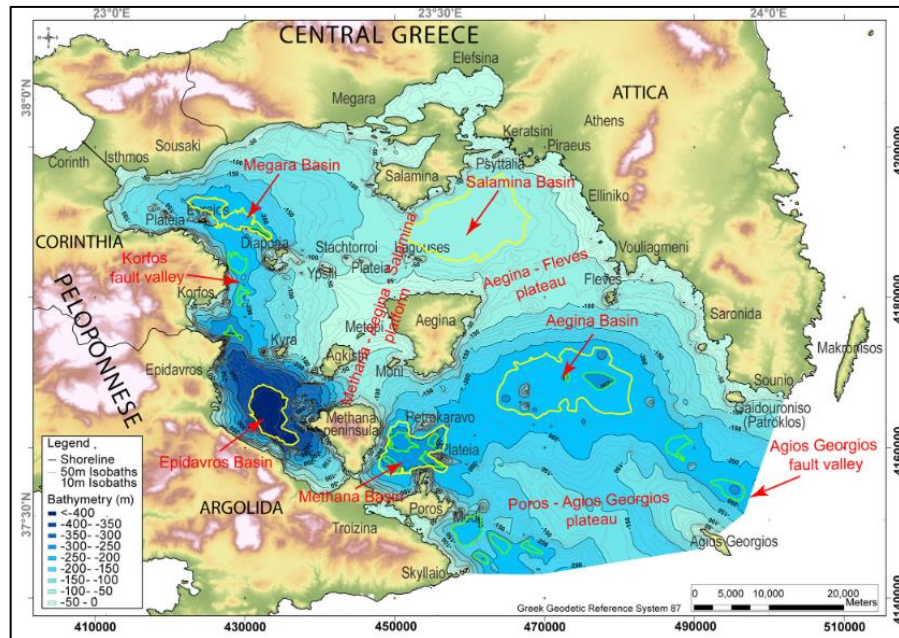 23°0'E
23°30'E
24°0'E
CENTRAL GREECE
Elefsina
Megara
ATTICA
38°0'N
Athens
Keratsini
Piraeus
Sousaki
Isthmos
Corinth
Psyttalia
4200000
Megara Basin
Salamina
Salamina Basin
Elliniko
Evraios
Plateia
Diaporia
Stachtorroi
Lagouses
Vouliagmeni
CORINTHIA
Korfos
fault valley
Ypsili
Plateia
Aegina - Fleves
plateau
Fleves
Korfos
4180000
Methana - Aegina - Salamina
platform
Metopi
Aegina
Aegina Basin
Saronida
PELOPONNESE
Kyra
Agkistri
Moni
Makronisos
Epidavros
Sounio
Gaidouroniso
(Patroklos)
Methana
peninsula
Petrokaravo
Plateia
Agios Georgios
fault valley
4160000
Epidavros Basin
Methana Basin
Legend
Shoreline
50m Isobaths
10m Isobaths
Bathymetry (m)
<-400
-400 - -350
-350 - -300
-300 - -250
-250 - -200
-200 - -150
-150 - -100
-100 - -50
-50 - 0
ARGOLIDA
37°30'N
Poros
Poros - Agios Georgios
plateau
Troizina
Modi
Agios Georgios
Skyllaio
0 5,000 10,000 20,000
Meters
Greek Geodetic Reference System 87
4140000
410000
430000
450000
470000
490000
510000